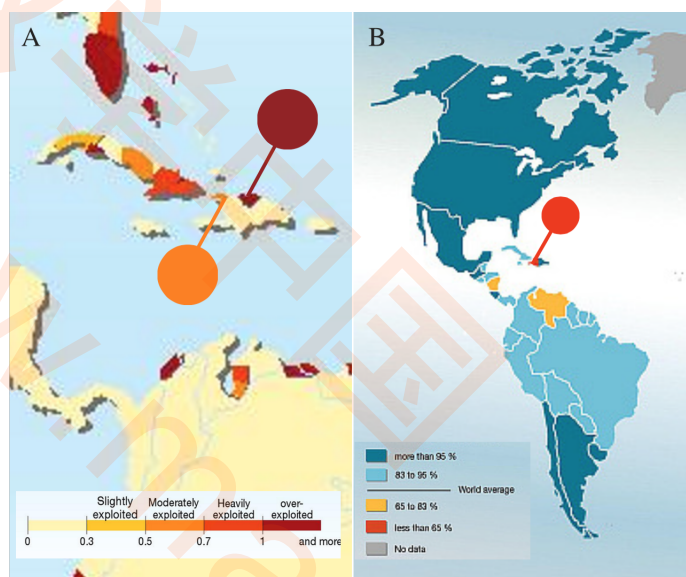 A
Slightly exploited
Moderately exploited
Heavily exploited
over-exploited
0
0.3
0.5
0.7
1
and more
B
more than 95 %
83 to 95 %
World average
65 to 83 %
less than 65 %
No data